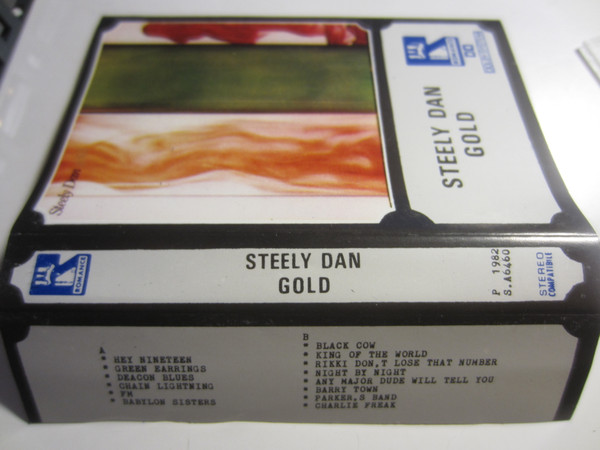 ROMANCE
STEELY DAN
GOLD
Steely Dan
ROMANCE
STEELY DAN
GOLD
P 1982
S.A6460
STEREO
COMPATIBILE
A
* HEY NINETEEN
* GREEN EARRINGS
* DEACON BLUES
* CHAIN LIGHTNING
* FM
* BABYLON SISTERS
B
* BLACK COW
* KING OF THE WORLD
* RIKKI DON,T LOSE THAT NUMBER
* NIGHT BY NIGHT
* ANY MAJOR DUDE WILL TELL YOU
* BARRY TOWN
* PARKER,S BAND
* CHARLIE FREAK